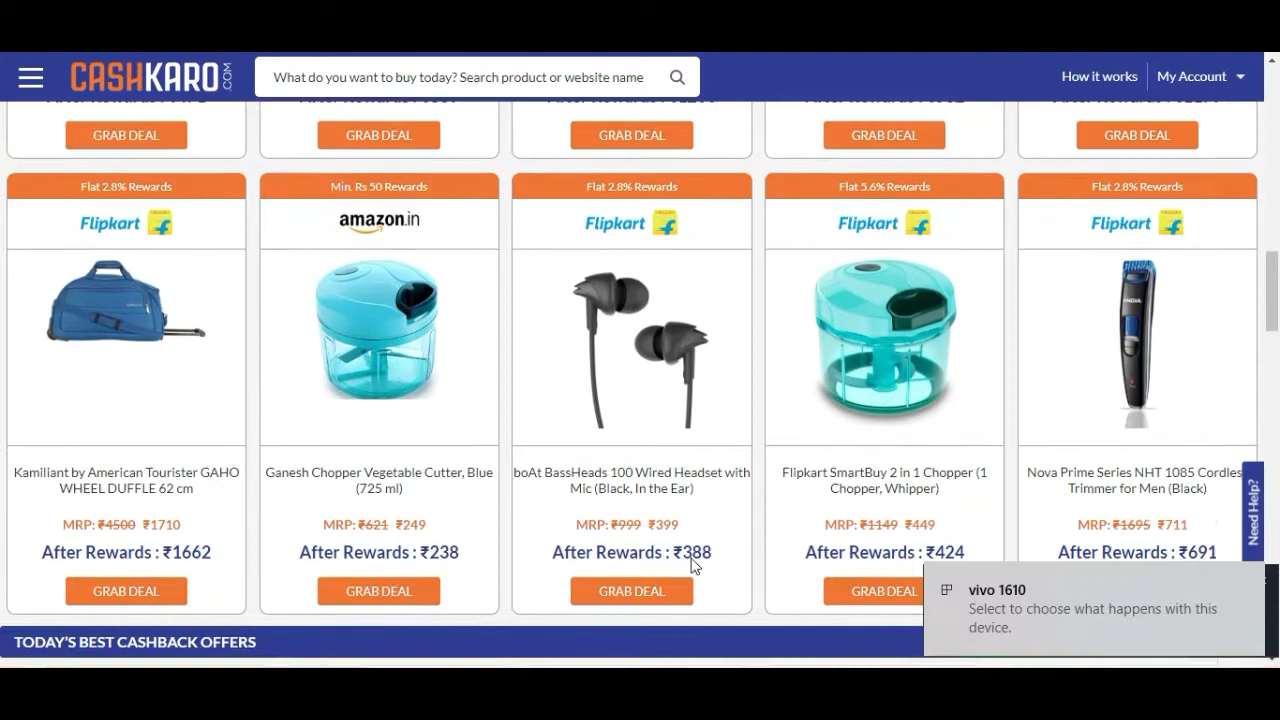 CASHKARO.COM
What do you want to buy today? Search product or website name
How it works
My Account
GRAB DEAL
GRAB DEAL
GRAB DEAL
GRAB DEAL
GRAB DEAL
Flat 2.8% Rewards
Min. Rs 50 Rewards
Flat 2.8% Rewards
Flat 5.6% Rewards
Flat 2.8% Rewards
Flipkart
amazon.in
Flipkart
Flipkart
Flipkart
Kamiliant by American Tourister GAHO
WHEEL DUFFLE 62 cm
MRP: ₹4500 ₹1710
After Rewards : ₹1662
GRAB DEAL
Ganesh Chopper Vegetable Cutter, Blue
(725 ml)
MRP: ₹621 ₹249
After Rewards : ₹238
GRAB DEAL
boAt BassHeads 100 Wired Headset with
Mic (Black, In the Ear)
MRP: ₹999 ₹399
After Rewards : ₹388
GRAB DEAL
Flipkart SmartBuy 2 in 1 Chopper (1
Chopper, Whipper)
MRP: ₹1149 ₹449
After Rewards : ₹424
GRAB DEAL
Nova Prime Series NHT 1085 Cordles
Trimmer for Men (Black)
MRP: ₹1695 ₹711
After Rewards : ₹691
Need Help?
vivo 1610
Select to choose what happens with this
device.
TODAY'S BEST CASHBACK OFFERS